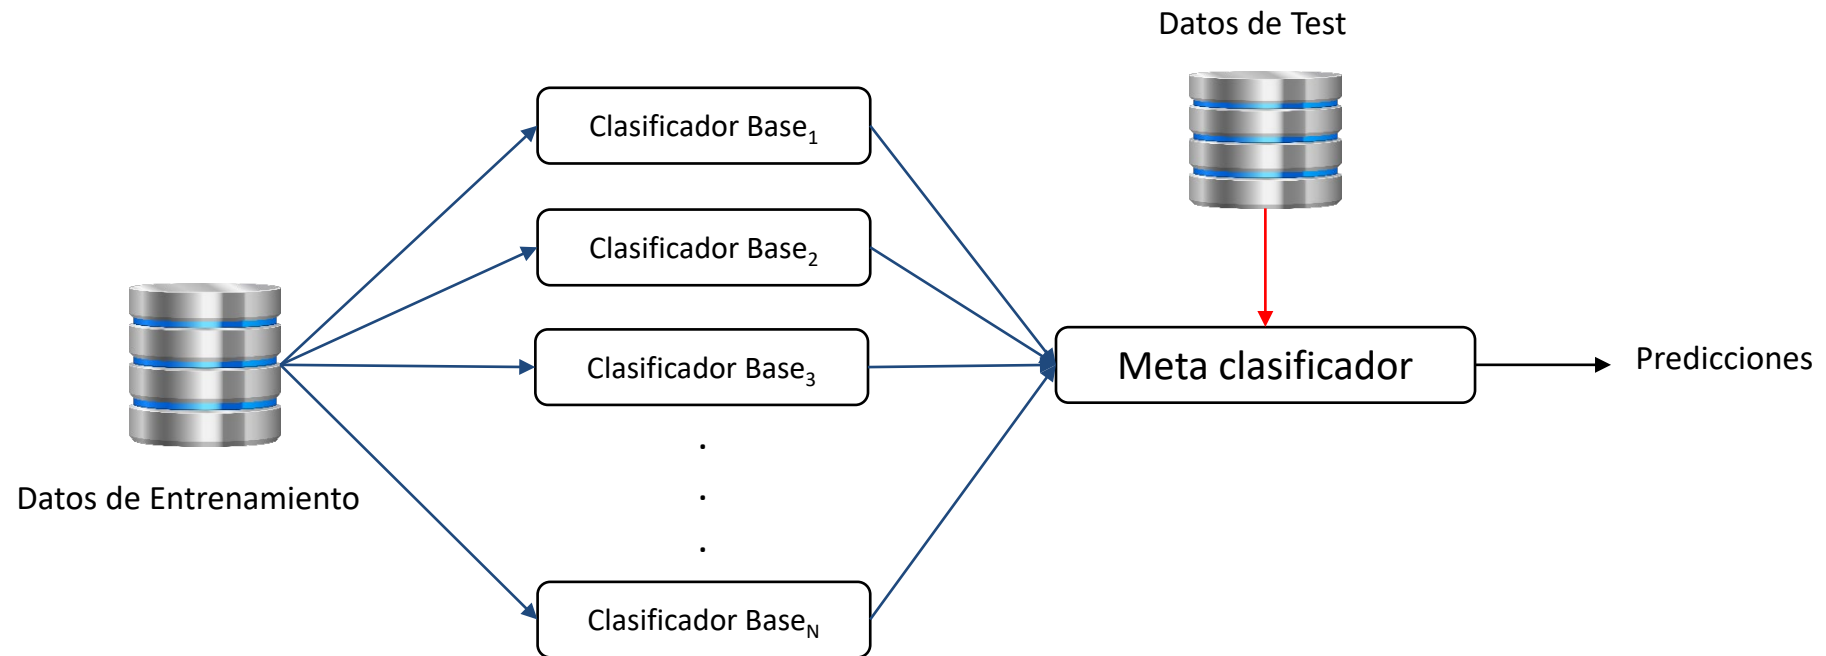 Datos de Test
Clasificador Base1
Clasificador Base2
Clasificador Base3
.
.
.
Clasificador BaseN
Datos de Entrenamiento
Meta clasificador
Predicciones